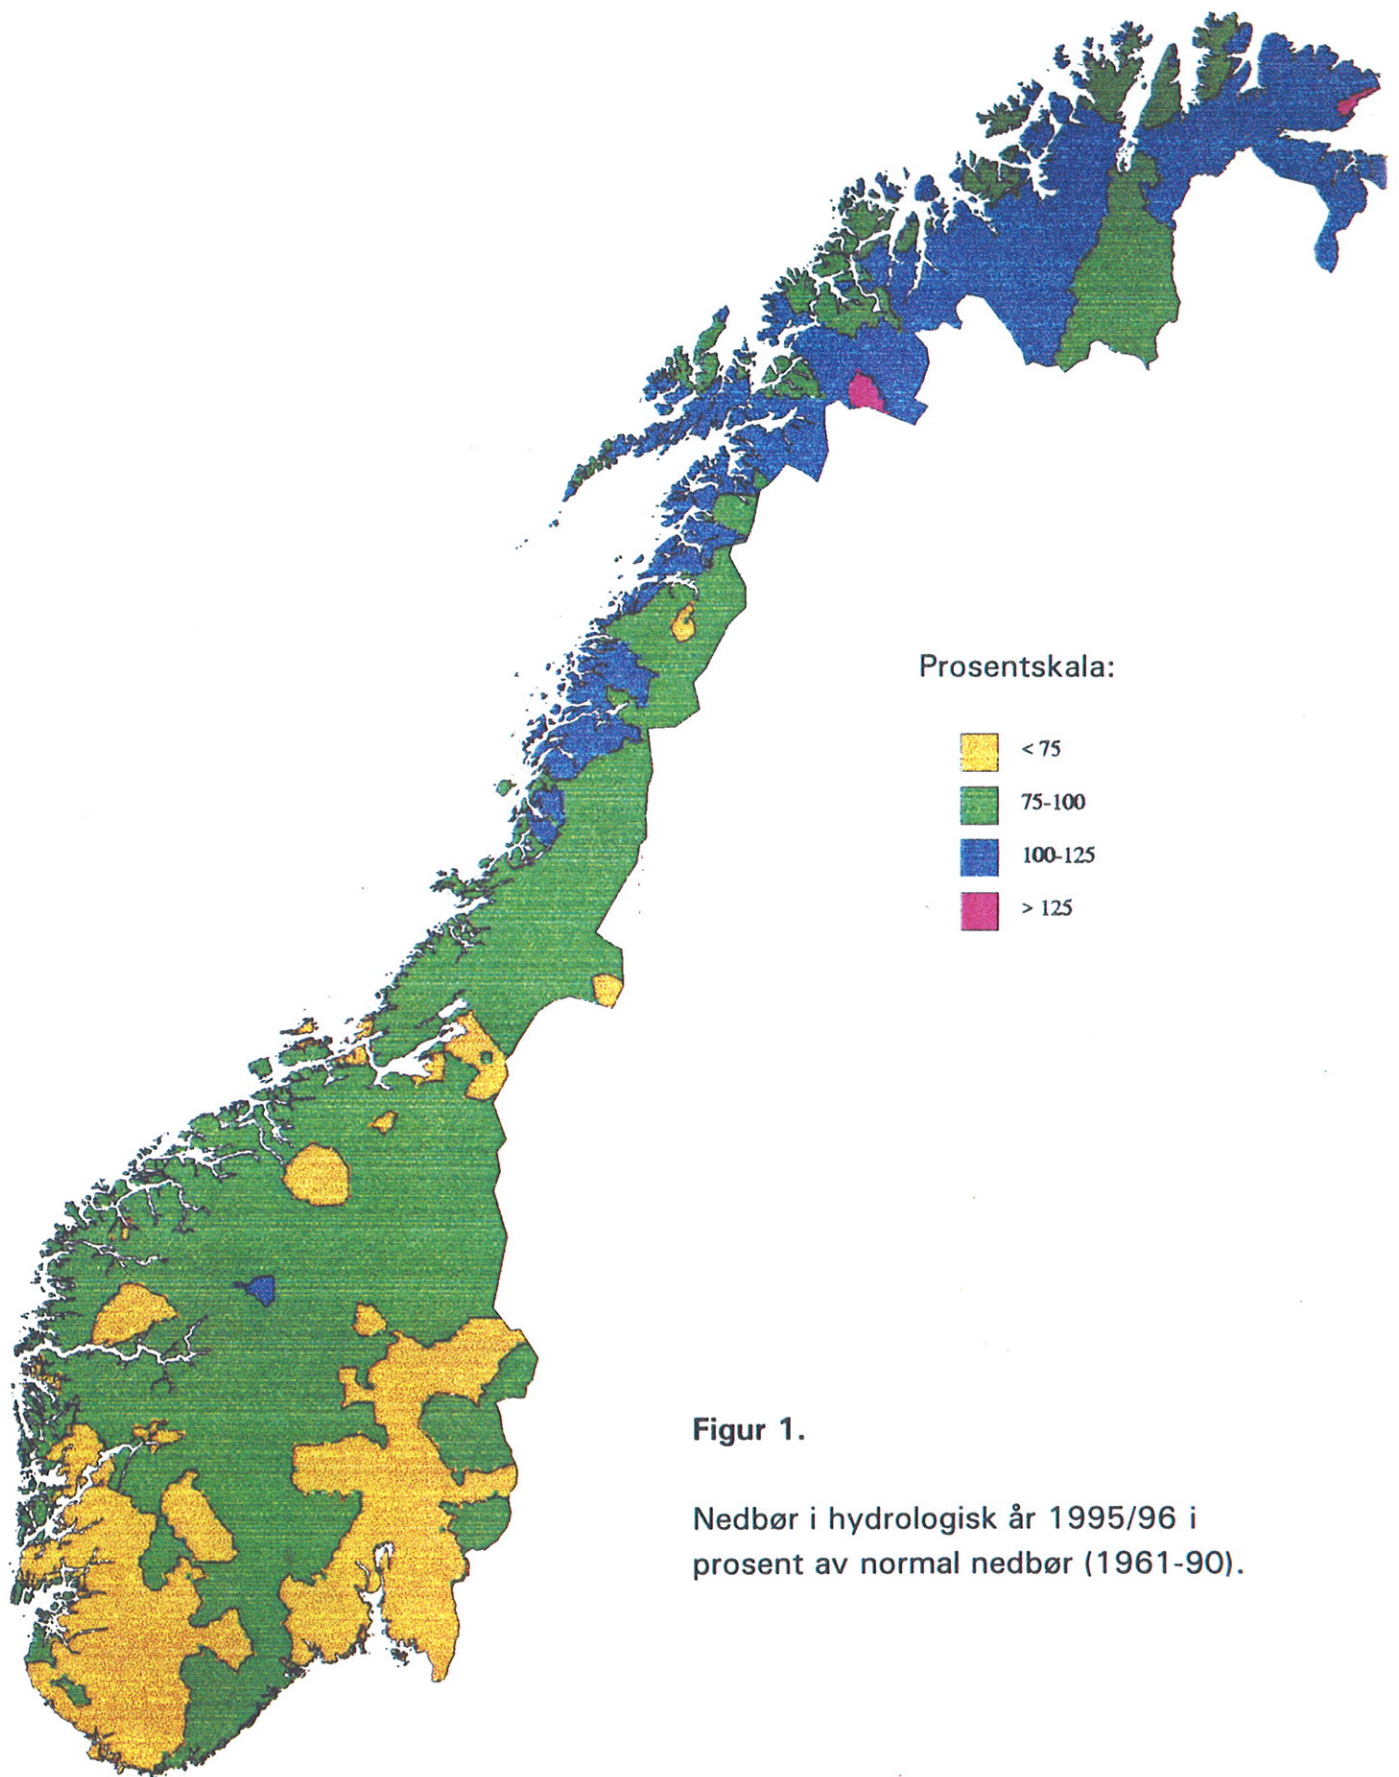 Prosentskala:
< 75
75-100
100-125
> 125
Figur 1.
Nedbør i hydrologisk år 1995/96 i
prosent av normal nedbør (1961-90).